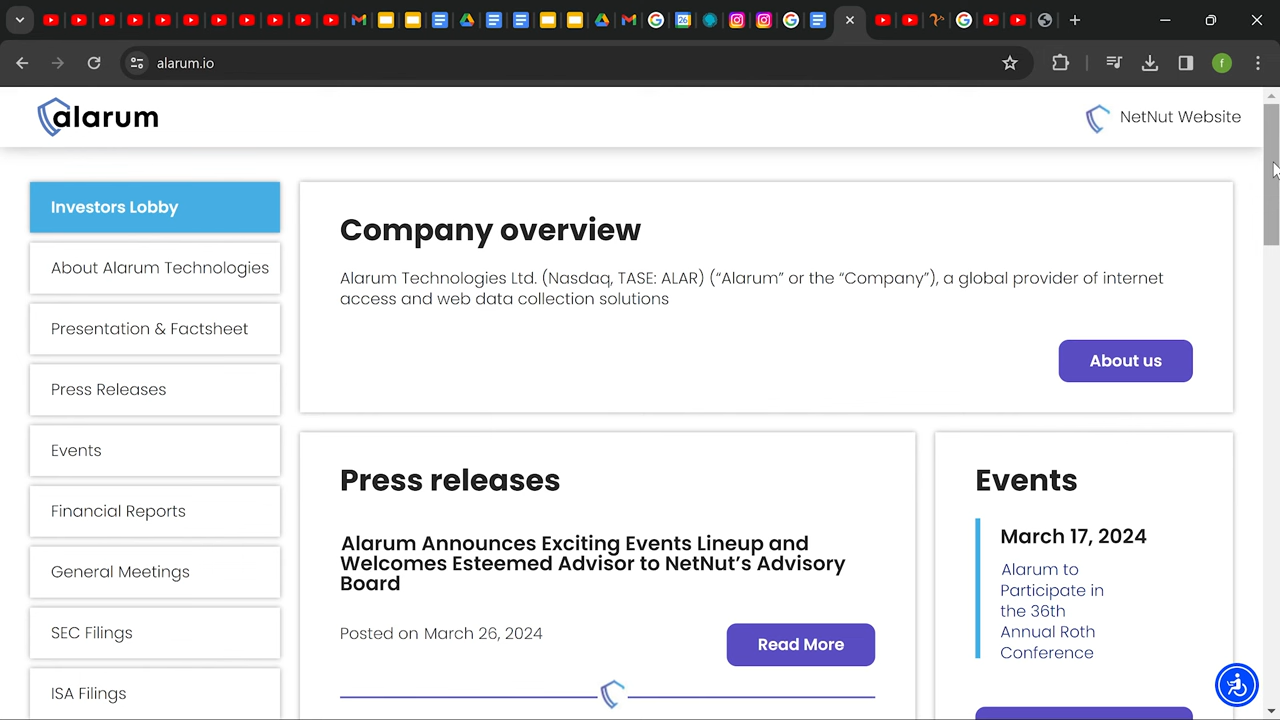 alarum.io
f
26
alarum
NetNut Website
Investors Lobby
About Alarum Technologies
Presentation & Factsheet
Press Releases
Events
Financial Reports
General Meetings
SEC Filings
ISA Filings
Company overview
Alarum Technologies Ltd. (Nasdaq, TASE: ALAR) (“Alarum” or the “Company”), a global provider of internet
access and web data collection solutions
About us
Press releases
Alarum Announces Exciting Events Lineup and
Welcomes Esteemed Advisor to NetNut’s Advisory
Board
Posted on March 26, 2024
Read More
Events
March 17, 2024
Alarum to
Participate in
the 36th
Annual Roth
Conference